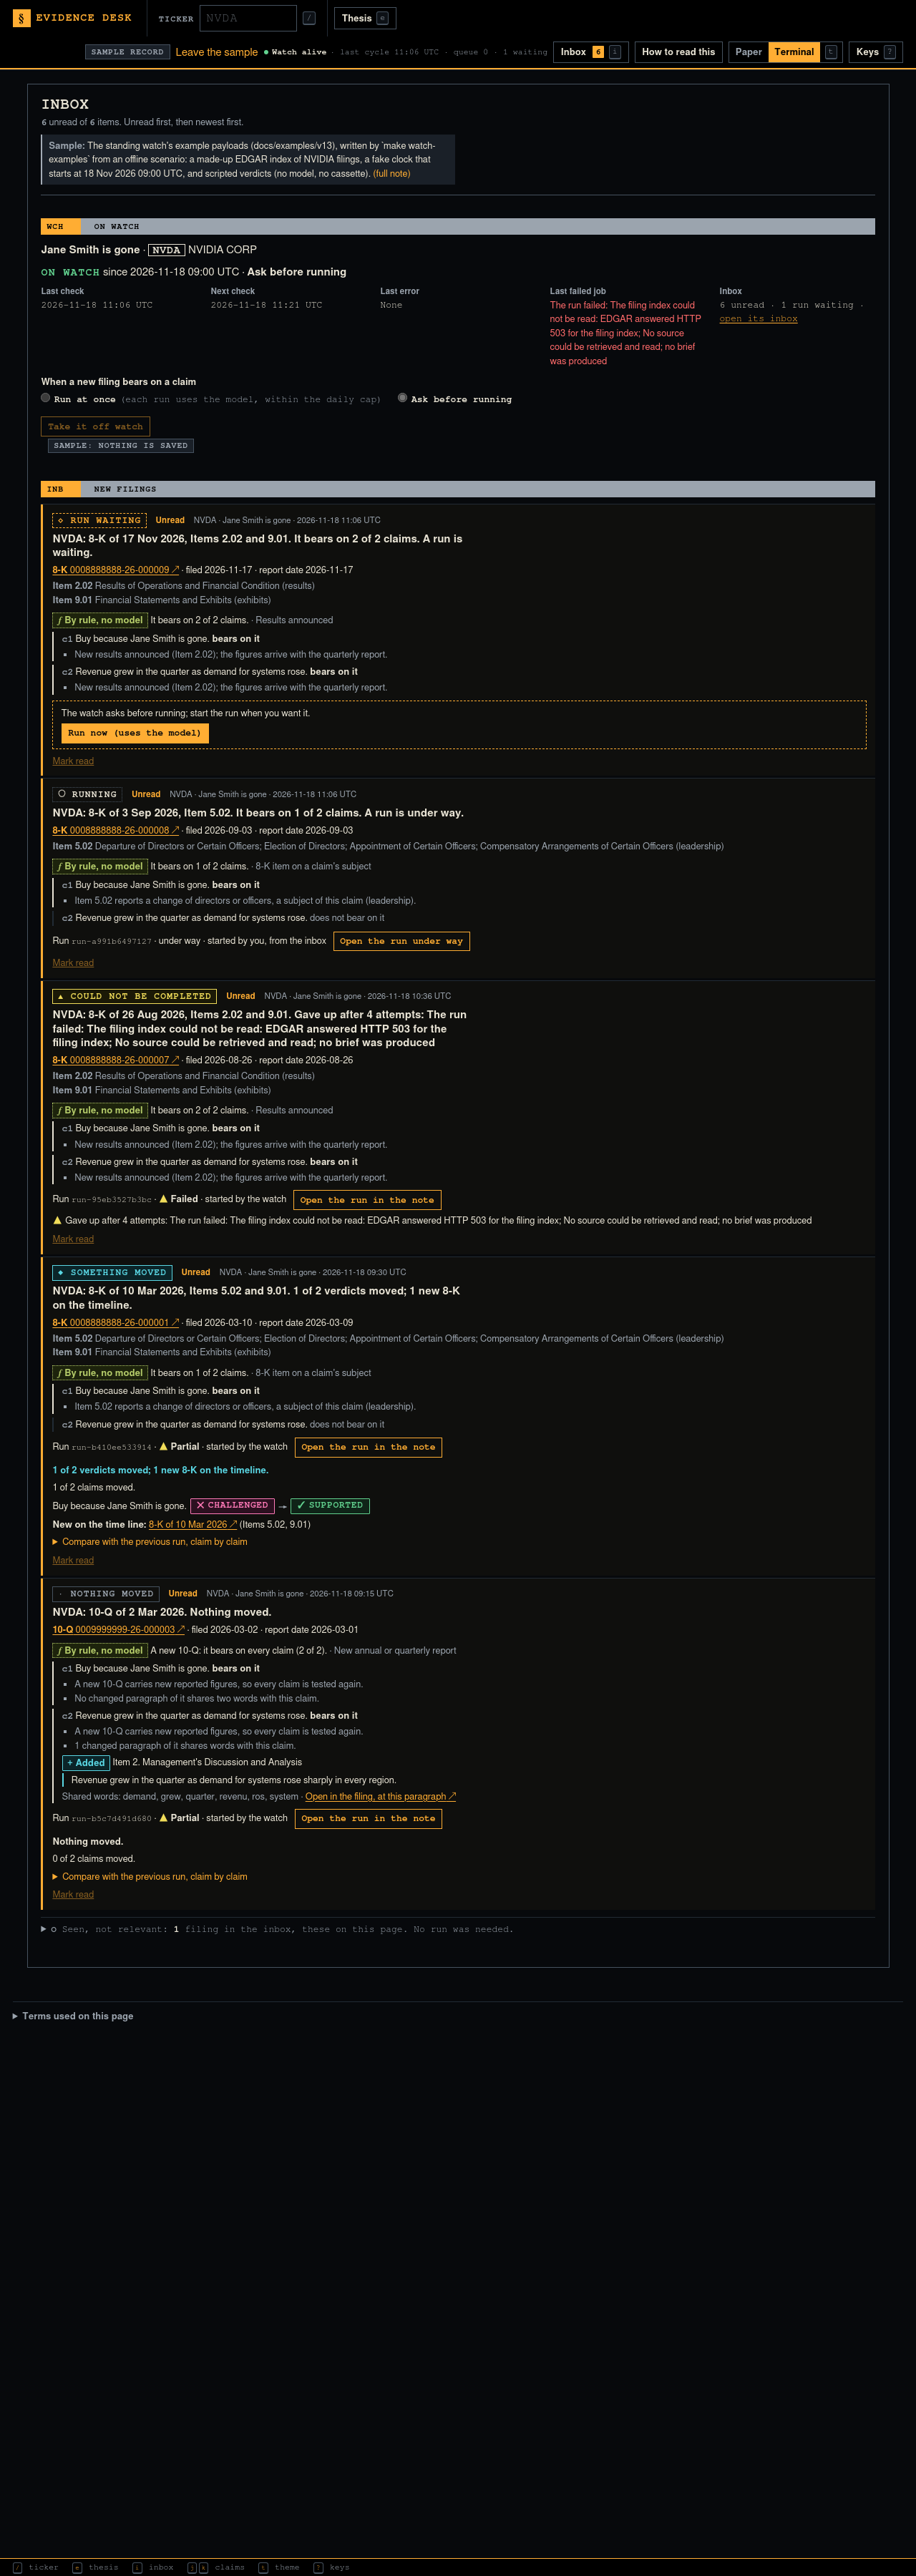 § EVIDENCE DESK TICKER NVDA / Thesis e
SAMPLE RECORD Leave the sample ● Watch alive · last cycle 11:06 UTC · queue 0 · 1 waiting Inbox 6 i How to read this Paper Terminal t Keys ?
INBOX
6 unread of 6 items. Unread first, then newest first.
Sample: The standing watch's example payloads (docs/examples/v13), written by `make watch-
examples` from an offline scenario: a made-up EDGAR index of NVIDIA filings, a fake clock that
starts at 18 Nov 2026 09:00 UTC, and scripted verdicts (no model, no cassette). (full note)
WCH ON WATCH
Jane Smith is gone · NVDA NVIDIA CORP
ON WATCH since 2026-11-18 09:00 UTC · Ask before running
Last check Next check Last error Last failed job Inbox
2026-11-18 11:06 UTC 2026-11-18 11:21 UTC None The run failed: The filing index could 6 unread · 1 run waiting ·
not be read: EDGAR answered HTTP open its inbox
503 for the filing index; No source
could be retrieved and read; no brief
was produced
When a new filing bears on a claim
Run at once (each run uses the model, within the daily cap) Ask before running
Take it off watch
SAMPLE: NOTHING IS SAVED
INB NEW FILINGS
◇ RUN WAITING Unread NVDA · Jane Smith is gone · 2026-11-18 11:06 UTC
NVDA: 8-K of 17 Nov 2026, Items 2.02 and 9.01. It bears on 2 of 2 claims. A run is
waiting.
8-K 0008888888-26-000009 ↗ · filed 2026-11-17 · report date 2026-11-17
Item 2.02 Results of Operations and Financial Condition (results)
Item 9.01 Financial Statements and Exhibits (exhibits)
ƒ By rule, no model It bears on 2 of 2 claims. · Results announced
c1 Buy because Jane Smith is gone. bears on it
▪ New results announced (Item 2.02); the figures arrive with the quarterly report.
c2 Revenue grew in the quarter as demand for systems rose. bears on it
▪ New results announced (Item 2.02); the figures arrive with the quarterly report.
The watch asks before running; start the run when you want it.
Run now (uses the model)
Mark read
○ RUNNING Unread NVDA · Jane Smith is gone · 2026-11-18 11:06 UTC
NVDA: 8-K of 3 Sep 2026, Item 5.02. It bears on 1 of 2 claims. A run is under way.
8-K 0008888888-26-000008 ↗ · filed 2026-09-03 · report date 2026-09-03
Item 5.02 Departure of Directors or Certain Officers; Election of Directors; Appointment of Certain Officers; Compensatory Arrangements of Certain Officers (leadership)
ƒ By rule, no model It bears on 1 of 2 claims. · 8-K item on a claim's subject
c1 Buy because Jane Smith is gone. bears on it
▪ Item 5.02 reports a change of directors or officers, a subject of this claim (leadership).
c2 Revenue grew in the quarter as demand for systems rose. does not bear on it
Run run-a991b6497127 · under way · started by you, from the inbox Open the run under way
Mark read
▲ COULD NOT BE COMPLETED Unread NVDA · Jane Smith is gone · 2026-11-18 10:36 UTC
NVDA: 8-K of 26 Aug 2026, Items 2.02 and 9.01. Gave up after 4 attempts: The run
failed: The filing index could not be read: EDGAR answered HTTP 503 for the
filing index; No source could be retrieved and read; no brief was produced
8-K 0008888888-26-000007 ↗ · filed 2026-08-26 · report date 2026-08-26
Item 2.02 Results of Operations and Financial Condition (results)
Item 9.01 Financial Statements and Exhibits (exhibits)
ƒ By rule, no model It bears on 2 of 2 claims. · Results announced
c1 Buy because Jane Smith is gone. bears on it
▪ New results announced (Item 2.02); the figures arrive with the quarterly report.
c2 Revenue grew in the quarter as demand for systems rose. bears on it
▪ New results announced (Item 2.02); the figures arrive with the quarterly report.
Run run-95eb3527b3bc · ▲ Failed · started by the watch Open the run in the note
▲ Gave up after 4 attempts: The run failed: The filing index could not be read: EDGAR answered HTTP 503 for the filing index; No source could be retrieved and read; no brief was produced
Mark read
◆ SOMETHING MOVED Unread NVDA · Jane Smith is gone · 2026-11-18 09:30 UTC
NVDA: 8-K of 10 Mar 2026, Items 5.02 and 9.01. 1 of 2 verdicts moved; 1 new 8-K
on the timeline.
8-K 0008888888-26-000001 ↗ · filed 2026-03-10 · report date 2026-03-09
Item 5.02 Departure of Directors or Certain Officers; Election of Directors; Appointment of Certain Officers; Compensatory Arrangements of Certain Officers (leadership)
Item 9.01 Financial Statements and Exhibits (exhibits)
ƒ By rule, no model It bears on 1 of 2 claims. · 8-K item on a claim's subject
c1 Buy because Jane Smith is gone. bears on it
▪ Item 5.02 reports a change of directors or officers, a subject of this claim (leadership).
c2 Revenue grew in the quarter as demand for systems rose. does not bear on it
Run run-b410ee533914 · ▲ Partial · started by the watch Open the run in the note
1 of 2 verdicts moved; 1 new 8-K on the timeline.
1 of 2 claims moved.
Buy because Jane Smith is gone. ✕ CHALLENGED → ✓ SUPPORTED
New on the time line: 8-K of 10 Mar 2026 ↗ (Items 5.02, 9.01)
▶ Compare with the previous run, claim by claim
Mark read
· NOTHING MOVED Unread NVDA · Jane Smith is gone · 2026-11-18 09:15 UTC
NVDA: 10-Q of 2 Mar 2026. Nothing moved.
10-Q 0009999999-26-000003 ↗ · filed 2026-03-02 · report date 2026-03-01
ƒ By rule, no model A new 10-Q: it bears on every claim (2 of 2). · New annual or quarterly report
c1 Buy because Jane Smith is gone. bears on it
▪ A new 10-Q carries new reported figures, so every claim is tested again.
▪ No changed paragraph of it shares two words with this claim.
c2 Revenue grew in the quarter as demand for systems rose. bears on it
▪ A new 10-Q carries new reported figures, so every claim is tested again.
▪ 1 changed paragraph of it shares words with this claim.
+ Added Item 2. Management's Discussion and Analysis
Revenue grew in the quarter as demand for systems rose sharply in every region.
Shared words: demand, grew, quarter, revenu, ros, system · Open in the filing, at this paragraph ↗
Run run-b5c7d491d680 · ▲ Partial · started by the watch Open the run in the note
Nothing moved.
0 of 2 claims moved.
▶ Compare with the previous run, claim by claim
Mark read
▶ ○ Seen, not relevant: 1 filing in the inbox, these on this page. No run was needed.
▶ Terms used on this page
/ ticker e thesis i inbox j k claims t theme ? keys